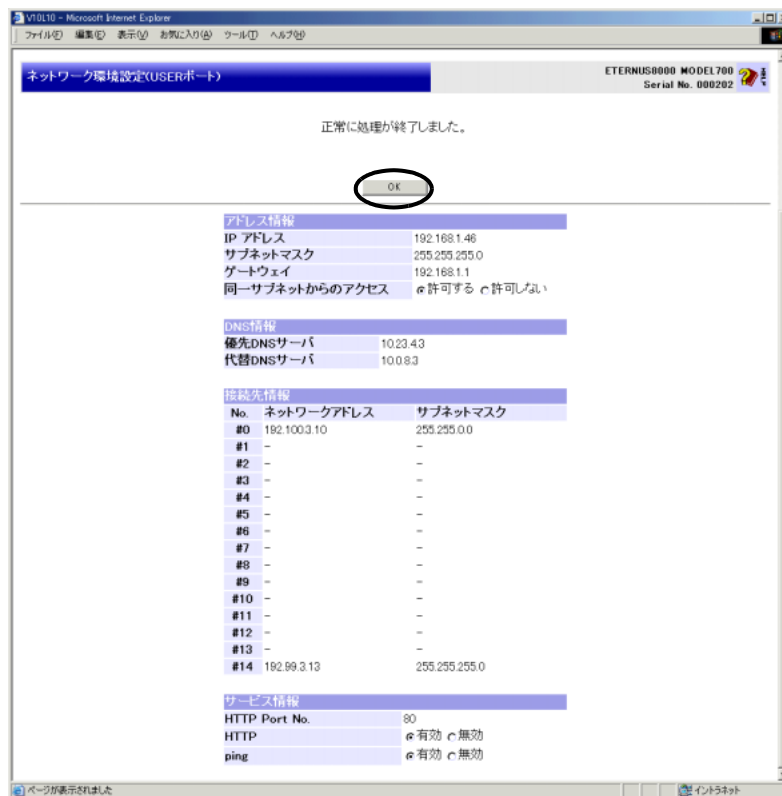 V10L10 - Microsoft Internet Explorer
ファイル(F) 編集(E) 表示(V) お気に入り(A) ツール(T) ヘルプ(H)
ネットワーク環境設定(USERポート)
ETERNUS8000 MODEL700
Serial No. 000202
正常に処理が終了しました。
OK
アドレス情報
IP アドレス 192.168.1.46
サブネットマスク 255.255.255.0
ゲートウェイ 192.168.1.1
同一サブネットからのアクセス 許可する 許可しない
DNS情報
優先DNSサーバ 10.23.4.3
代替DNSサーバ 10.0.8.3
接続先情報
No. ネットワークアドレス サブネットマスク
#0 192.100.3.10 255.255.0.0
#1 - -
#2 - -
#3 - -
#4 - -
#5 - -
#6 - -
#7 - -
#8 - -
#9 - -
#10 - -
#11 - -
#12 - -
#13 - -
#14 192.99.3.13 255.255.255.0
サービス情報
HTTP Port No. 80
HTTP 有効 無効
ping 有効 無効
ページが表示されました イントラネット